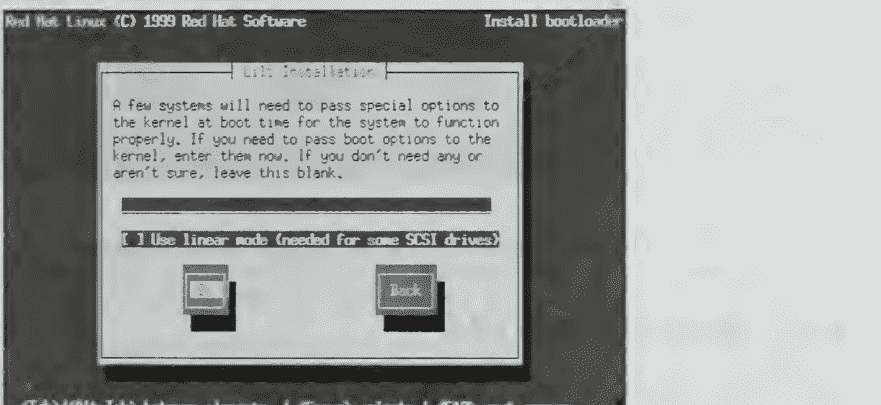 Red Hat Linux (C) 1999 Red Hat Software Install bootloader
Lilo Installation
A few systems will need to pass special options to
the kernel at boot time for the system to function
properly. If you need to pass boot options to the
kernel, enter them now. If you don't need any or
aren't sure, leave this blank.
[ ] Use linear mode (needed for some SCSI drives)
Back